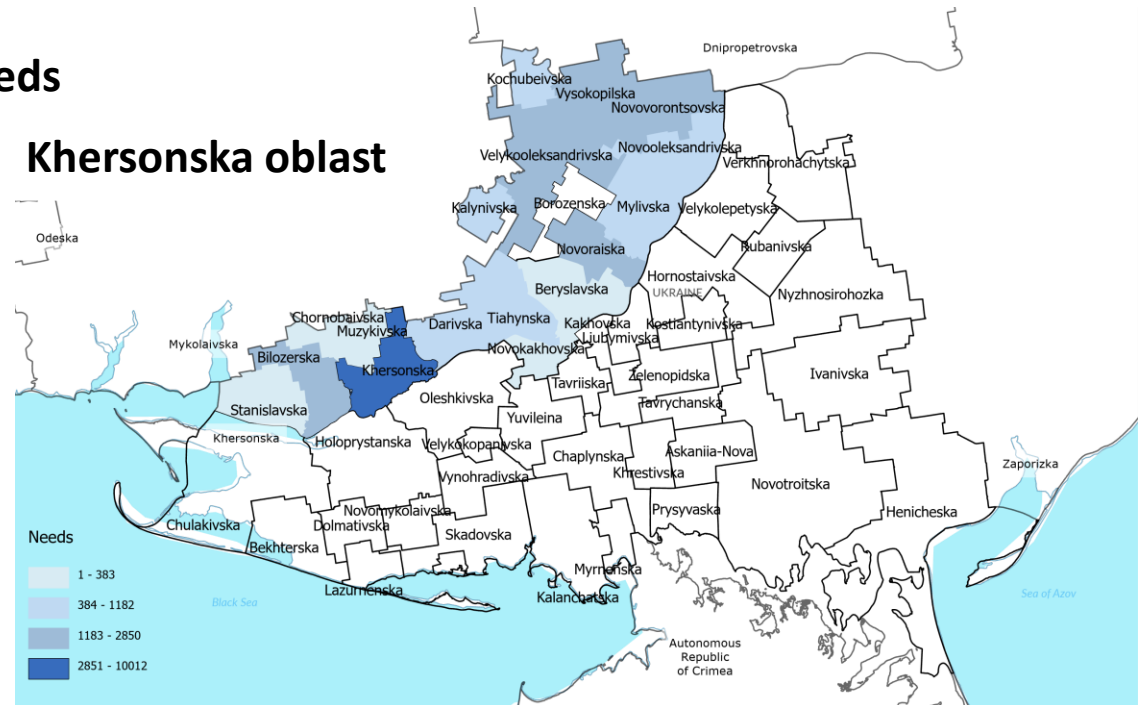 eeds
Khersonska oblast
Dnipropetrovska
Kochubeivska
Vysokopilska
Novovorontsovska
Velykooleksandrivska
Novooleksandrivska
Verkhnorohachytska
Kalynivska
Borozenska
Mylivska
Velykolepetyska
Odeska
Novoraiska
Rubanivska
Hornostaivska
UKRAINE
Beryslavska
Nyzhnosirohozka
Chornobaivska
Muzykivska
Darivska
Tiahynska
Kakhovska
Kostiantynivska
Liubymivska
Mykolaivska
Bilozerska
Novokakhovska
Khersonska
Zelenopidska
Ivanivska
Tavriiska
Oleshkivska
Tavrychanska
Stanislavska
Yuvileina
Khersonska
Holoprystanska
Velykokopanivska
Chaplynska
Askaniia-Nova
Zaporizka
Khrestivska
Vynohradivska
Novotroitska
Prysyvaska
Henicheska
Novomykolaivska
Chulakivska
Dolmativska
Skadovska
Bekhterska
Needs
1 - 383
Myrnenska
Lazurnenska
Kalanchatska
384 - 1182
Black Sea
Sea of Azov
1183 - 2850
Autonomous
Republic
of Crimea
2851 - 10012